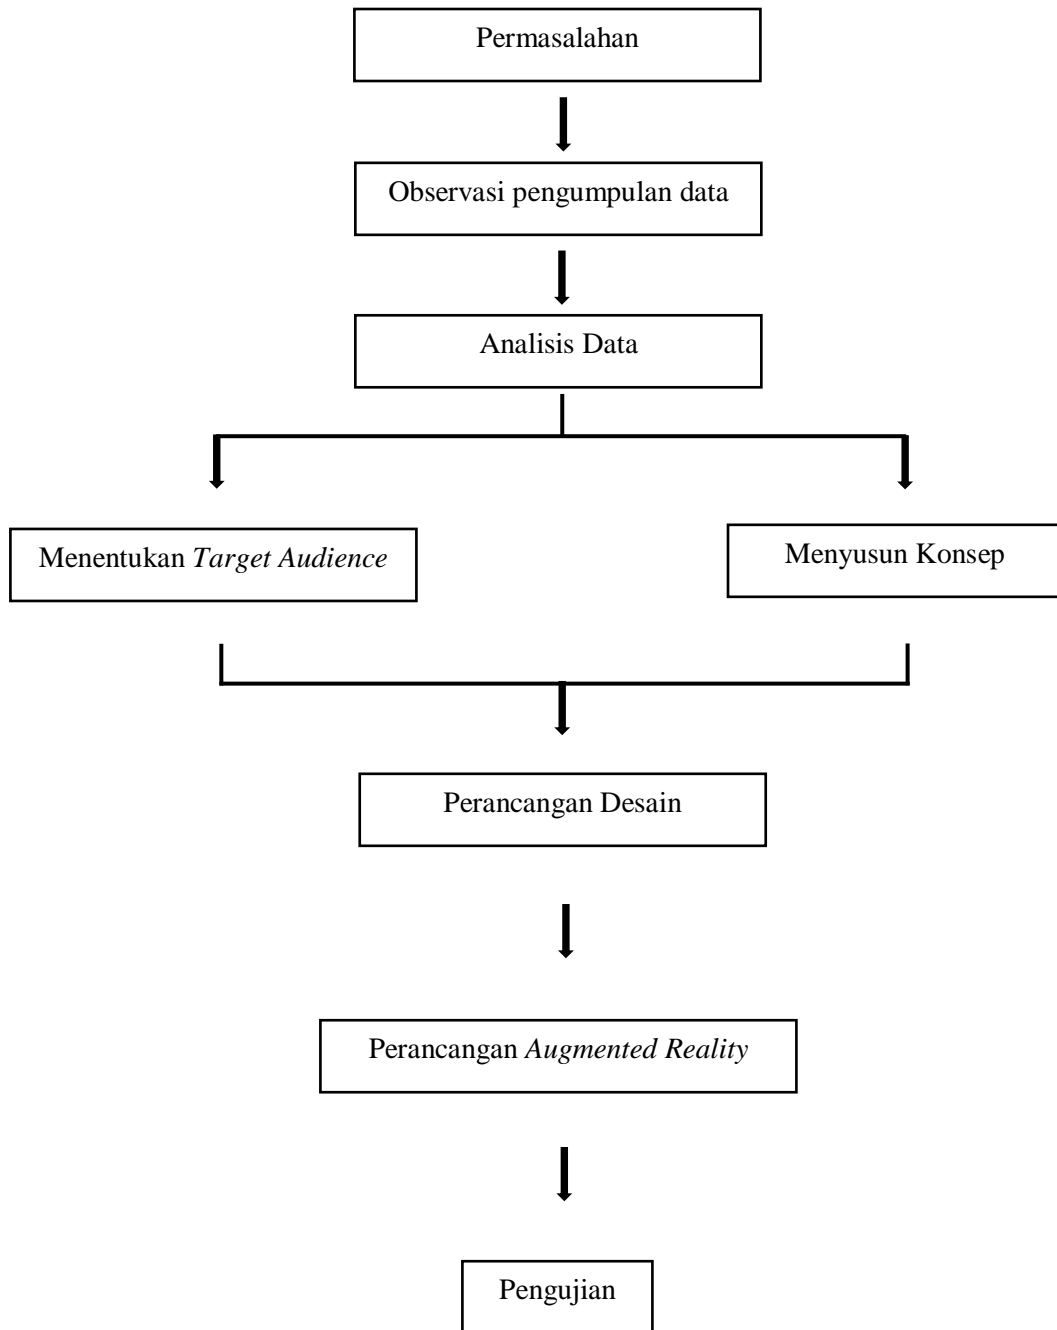 Permasalahan
Observasi pengumpulan data
Analisis Data
Menentukan Target Audience
Menyusun Konsep
Perancangan Desain
Perancangan Augmented Reality
Pengujian